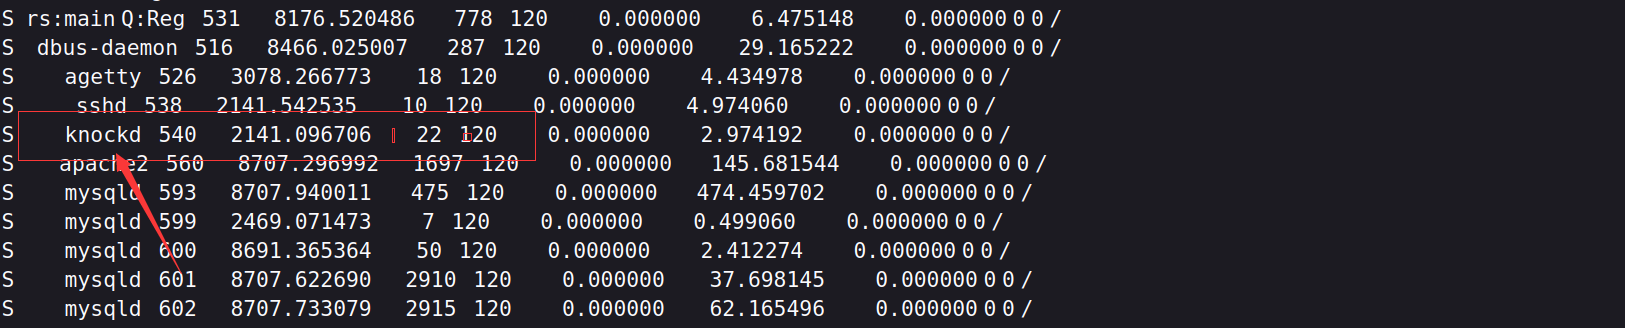 S rs:main Q:Reg 531 8176.520486 778 120 0.000000 6.475148 0.000000 0 0 /
S dbus-daemon 516 8466.025007 287 120 0.000000 29.165222 0.000000 0 0 /
S agetty 526 3078.266773 18 120 0.000000 4.434978 0.000000 0 0 /
S sshd 538 2141.542535 10 120 0.000000 4.974060 0.000000 0 0 /
S knockd 540 2141.096706 22 120 0.000000 2.974192 0.000000 0 0 /
S apache2 560 8707.296992 1697 120 0.000000 145.681544 0.000000 0 0 /
S mysqld 593 8707.940011 475 120 0.000000 474.459702 0.000000 0 0 /
S mysqld 599 2469.071473 7 120 0.000000 0.499060 0.000000 0 0 /
S mysqld 600 8691.365364 50 120 0.000000 2.412274 0.000000 0 0 /
S mysqld 601 8707.622690 2910 120 0.000000 37.698145 0.000000 0 0 /
S mysqld 602 8707.733079 2915 120 0.000000 62.165496 0.000000 0 0 /